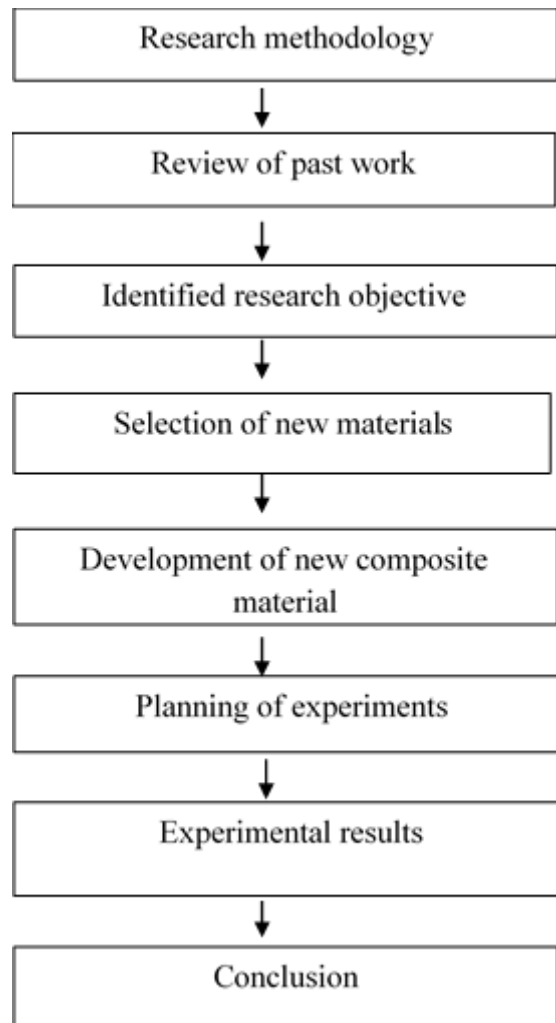 Research methodology
Review of past work
Identified research objective
Selection of new materials
Development of new composite
material
Planning of experiments
Experimental results
Conclusion